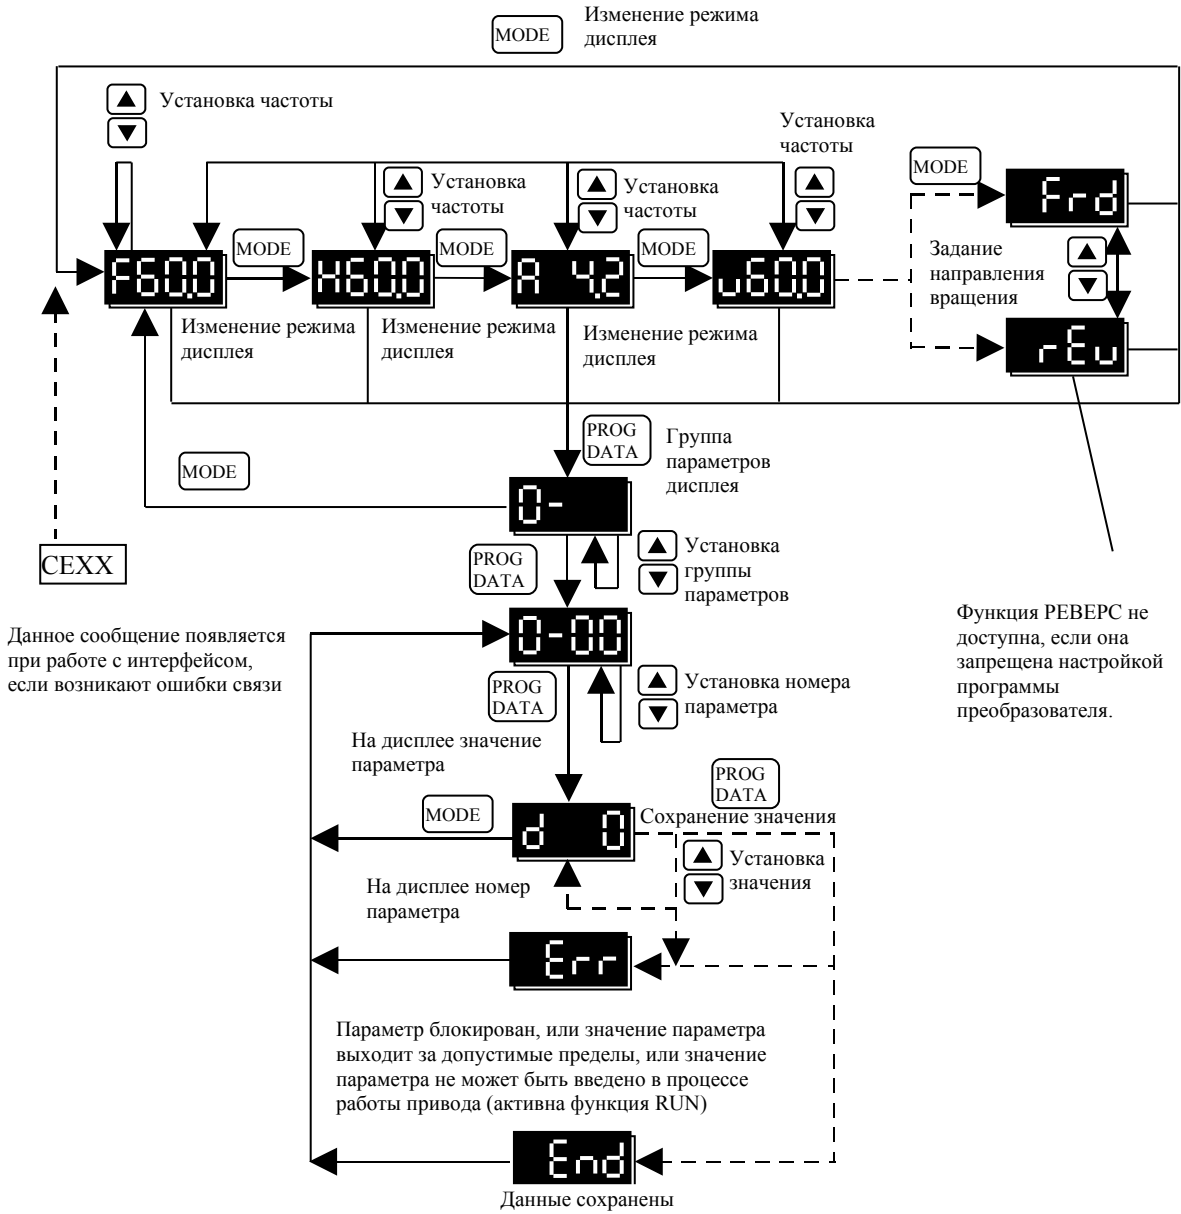 MODE
Изменение режима
дисплея
Установка частоты
Установка
частоты
Установка
частоты
Установка
частоты
MODE
Frd
MODE
MODE
MODE
F60.0
H60.0
A 4.2
u60.0
Задание
направления
вращения
Изменение режима
дисплея
Изменение режима
дисплея
Изменение режима
дисплея
rEu
PROG
DATA
Группа
параметров
дисплея
MODE
0-
CEXX
PROG
DATA
Установка
группы
параметров
Данное сообщение появляется
при работе с интерфейсом,
если возникают ошибки связи
0-00
Функция РЕВЕРС не
доступна, если она
запрещена настройкой
программы
преобразователя.
PROG
DATA
Установка номера
параметра
На дисплее значение
параметра
PROG
DATA
MODE
d 0
Сохранение значения
Установка
значения
На дисплее номер
параметра
Err
Параметр блокирован, или значение параметра
выходит за допустимые пределы, или значение
параметра не может быть введено в процессе
работы привода (активна функция RUN)
End
Данные сохранены